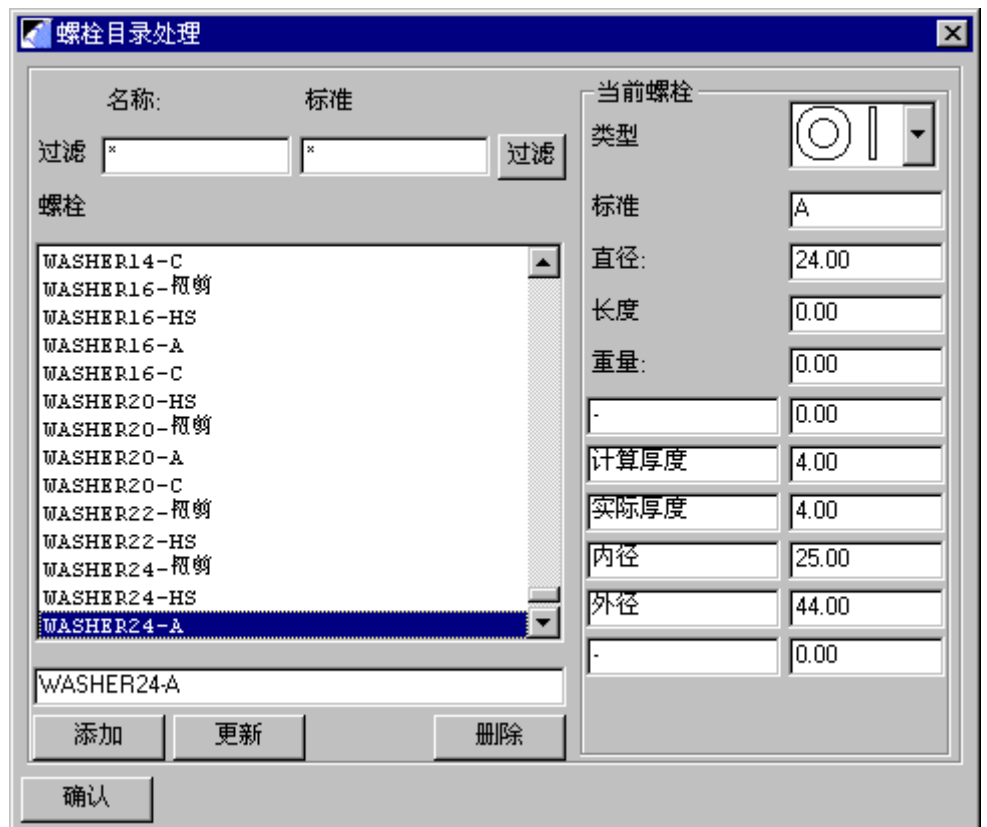 螺栓目录处理
名称: 标准
过滤 * * 过滤
螺栓
WASHER14-C
WASHER16-扭剪
WASHER16-HS
WASHER16-A
WASHER16-C
WASHER20-HS
WASHER20-扭剪
WASHER20-A
WASHER20-C
WASHER22-扭剪
WASHER22-HS
WASHER24-扭剪
WASHER24-HS
WASHER24-A
WASHER24-A
添加 更新 删除
确认
当前螺栓
类型
标准 A
直径: 24.00
长度 0.00
重量: 0.00
- 0.00
计算厚度 4.00
实际厚度 4.00
内径 25.00
外径 44.00
- 0.00